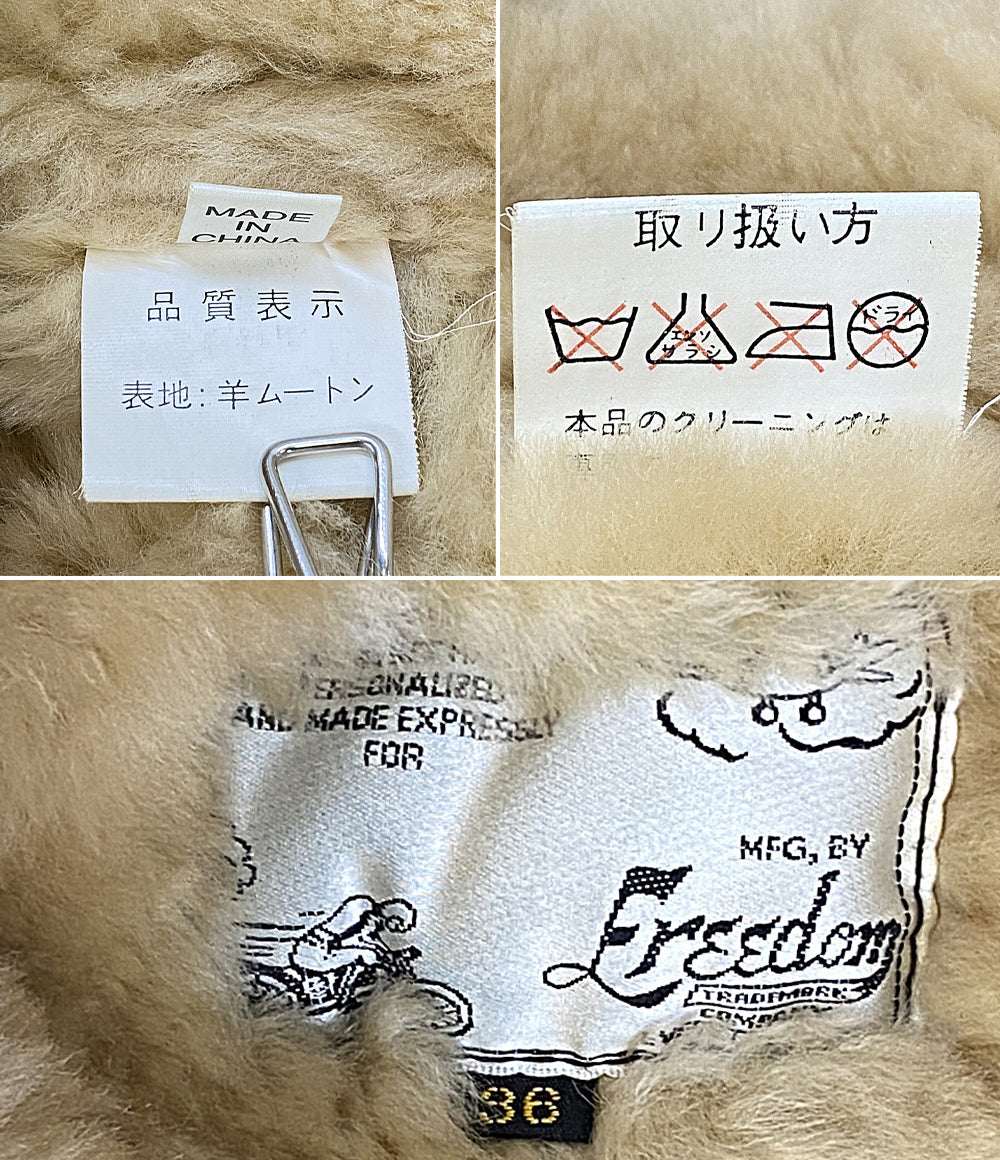 MADE
IN
CHINA
品質表示
表地:羊ムートン
取り扱い方
エンソ
サラシ
ドライ
本品のクリーニングは
PERSONALIZED
AND MADE EXPRESSLY
FOR
MFG, BY
Freedom
TRADEMARK
COMPANY
36